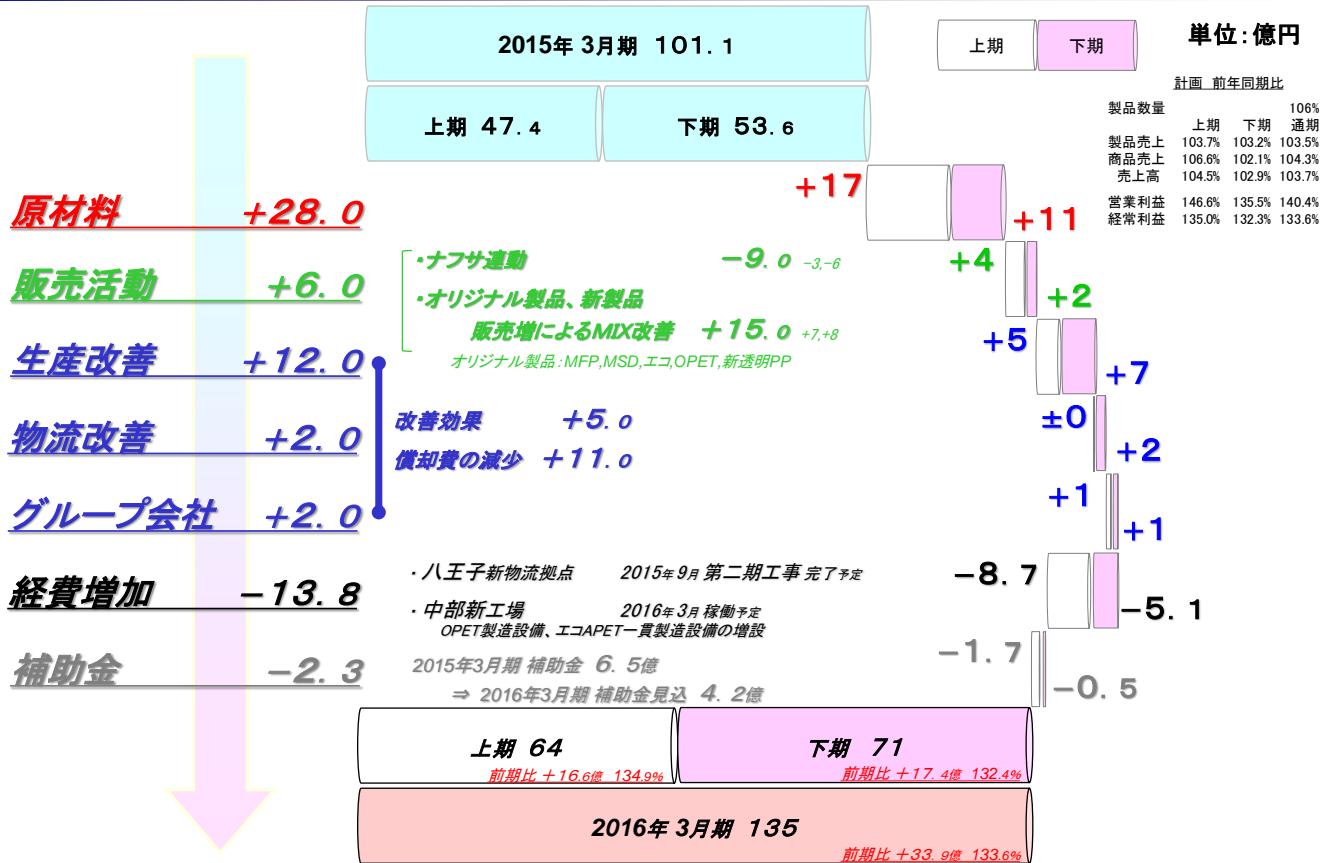 2015年 3月期 101.1
上期 下期
単位：億円
上期 47.4 下期 53.6
計画 前年同期比
製品数量 106%
上期 下期 通期
製品売上 103.7% 103.2% 103.5%
商品売上 106.6% 102.1% 104.3%
売上高 104.5% 102.9% 103.7%
営業利益 146.6% 135.5% 140.4%
経常利益 135.0% 132.3% 133.6%
原材料 +28.0
+17
+11
販売活動 +6.0
・ナフサ連動 －9.0 -3,-6
・オリジナル製品、新製品
販売増によるMIX改善 +15.0 +7,+8
オリジナル製品：MFP,MSD,エコ,OPET,新透明PP
+4
+2
生産改善 +12.0
+5
+7
物流改善 +2.0
改善効果 +5.0
償却費の減少 +11.0
±0
+2
グループ会社 +2.0
+1
+1
経費増加 －13.8
・八王子新物流拠点 2015年9月 第二期工事 完了予定
・中部新工場 2016年3月 稼働予定
OPET製造設備、エコAPET一貫製造設備の増設
－8.7
－5.1
補助金 －2.3
2015年3月期 補助金 6.5億
⇒ 2016年3月期 補助金見込 4.2億
－1.7
－0.5
上期 64
前期比 +16.6億 134.9%
下期 71
前期比 +17.4億 132.4%
2016年 3月期 135
前期比 +33.9億 133.6%